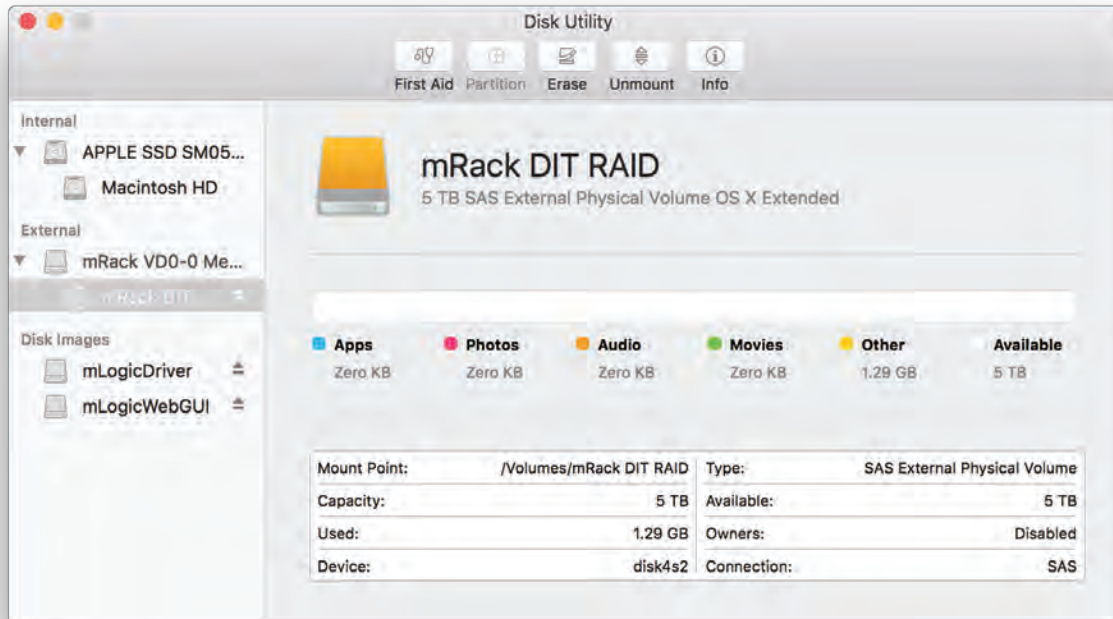 Disk Utility
First Aid Partition Erase Unmount Info
Internal
APPLE SSD SM05...
Macintosh HD
External
mRack VD0-0 Me...
mRack DIT
Disk Images
mLogicDriver
mLogicWebGUI
mRack DIT RAID
5 TB SAS External Physical Volume OS X Extended
Apps Photos Audio Movies Other Available
Zero KB Zero KB Zero KB Zero KB 1.29 GB 5 TB
Mount Point: /Volumes/mRack DIT RAID Type: SAS External Physical Volume
Capacity: 5 TB Available: 5 TB
Used: 1.29 GB Owners: Disabled
Device: disk4s2 Connection: SAS